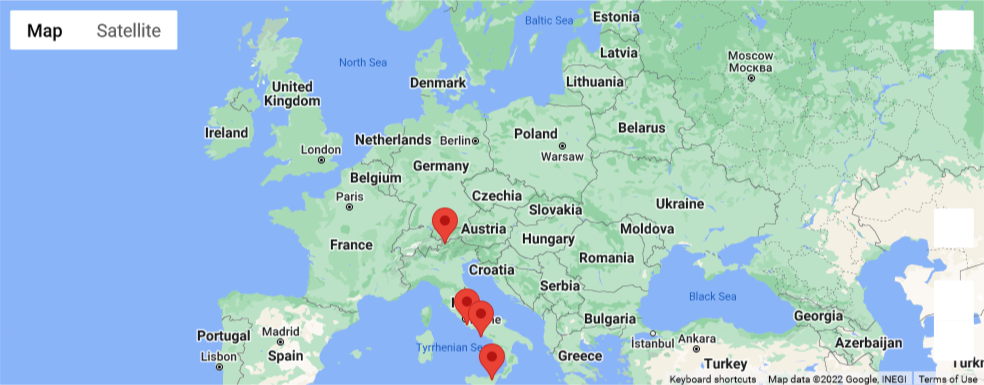 Map
Satellite
Baltic Sea
Estonia
Latvia
Moscow
Москва
North Sea
Denmark
Lithuania
United
Kingdom
Ireland
Belarus
Poland
Netherlands
Berlin
London
Warsaw
Germany
Belgium
Paris
Czechia
Slovakia
Ukraine
Austria
Moldova
France
Hungary
Romania
Croatia
Serbia
Black Sea
Bulgaria
Georgia
Portugal
Madrid
İstanbul
Ankara
Azerbaijan
Tyrrhenian
Lisbon
Spain
Greece
Turkey
Keyboard shortcuts
Map data ©2022 Google, INEGI
Terms of Use